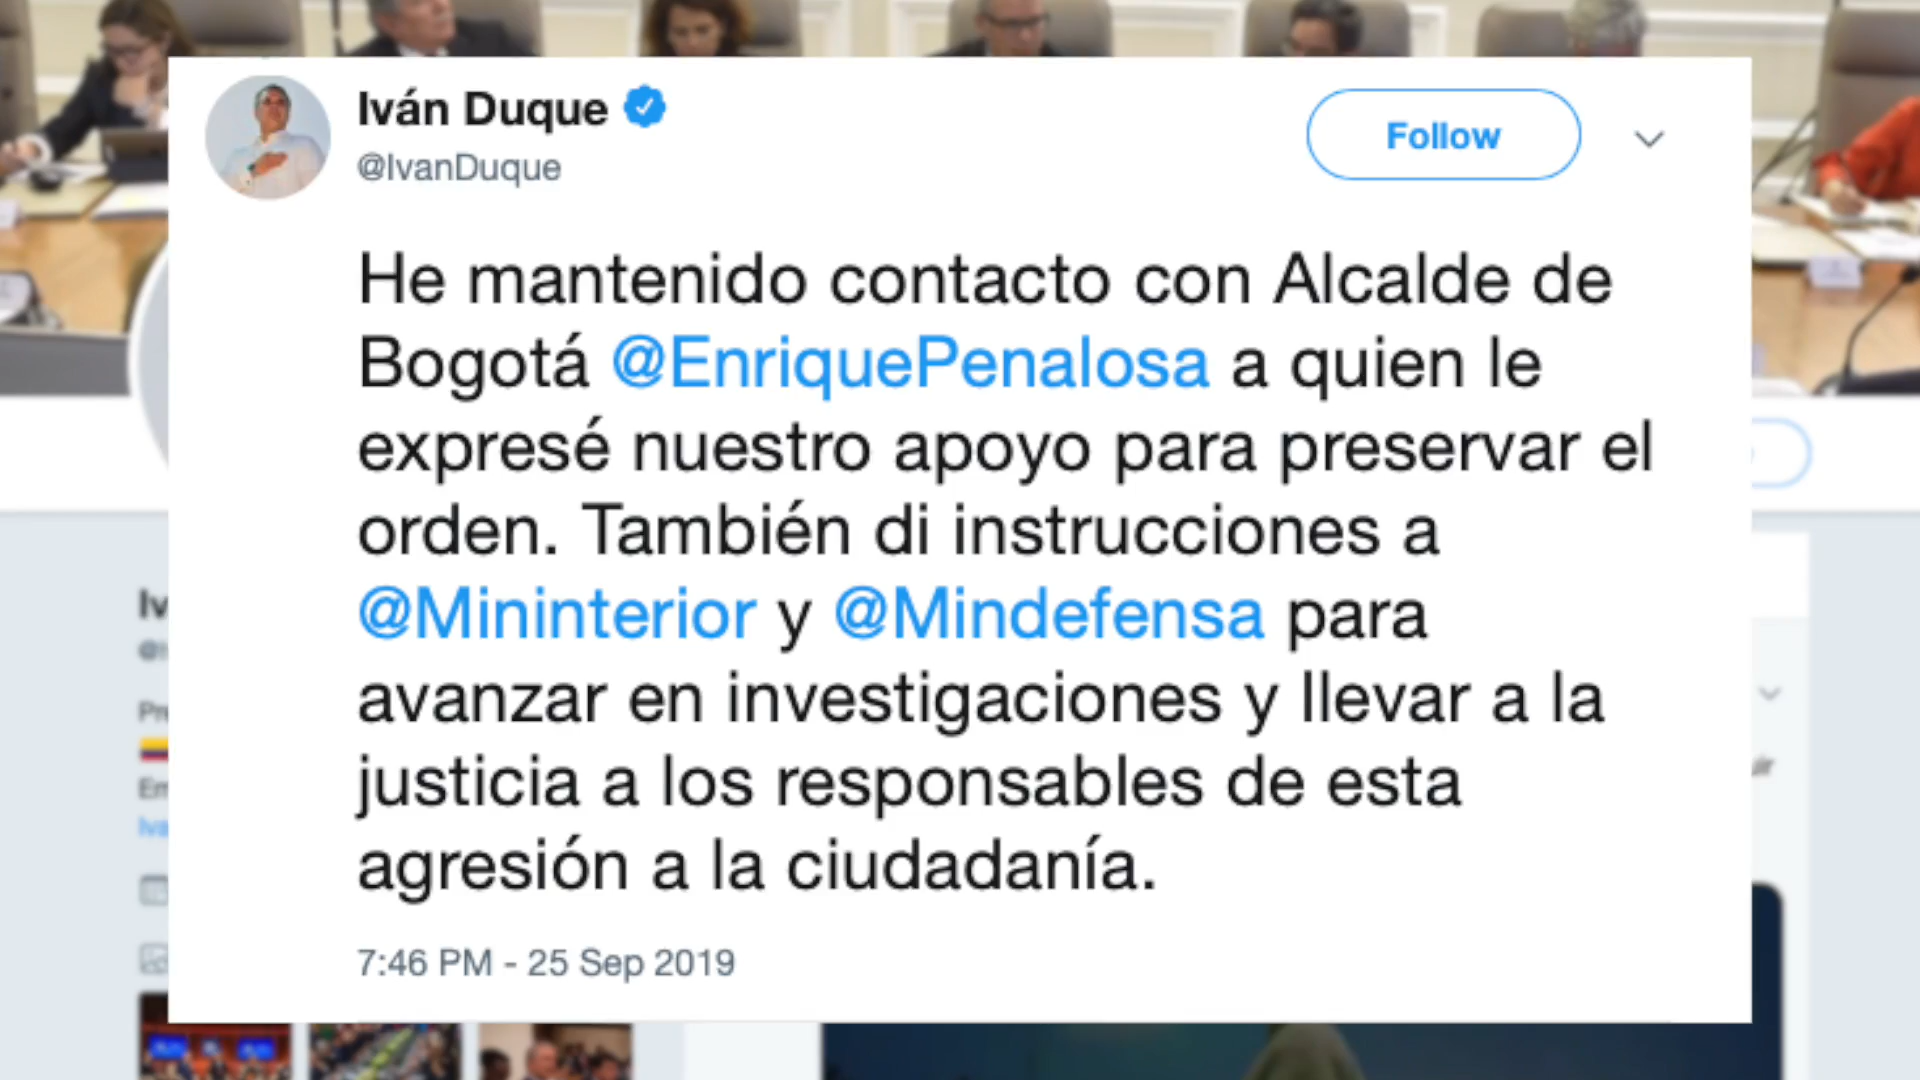 Iván Duque
@IvanDuque
Follow
He mantenido contacto con Alcalde de
Bogotá @EnriquePenalosa a quien le
expresé nuestro apoyo para preservar el
orden. También di instrucciones a
@Mininterior y @Mindefensa para
avanzar en investigaciones y llevar a la
justicia a los responsables de esta
agresión a la ciudadanía.
7:46 PM - 25 Sep 2019